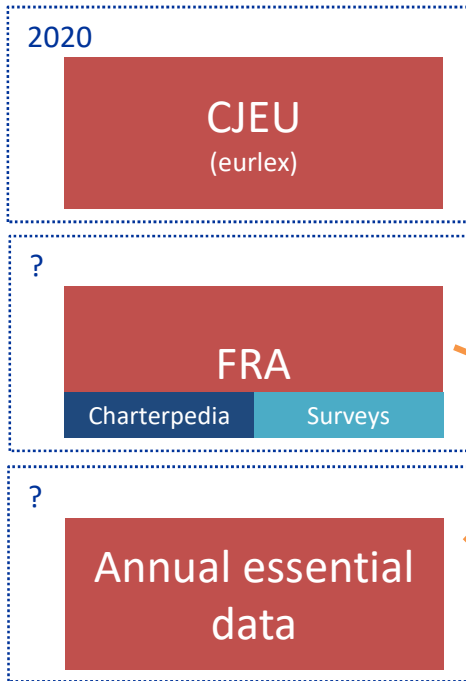 2020
CJEU
(eurlex)
?
FRA
Charterpedia
Surveys
?
Annual essential
data